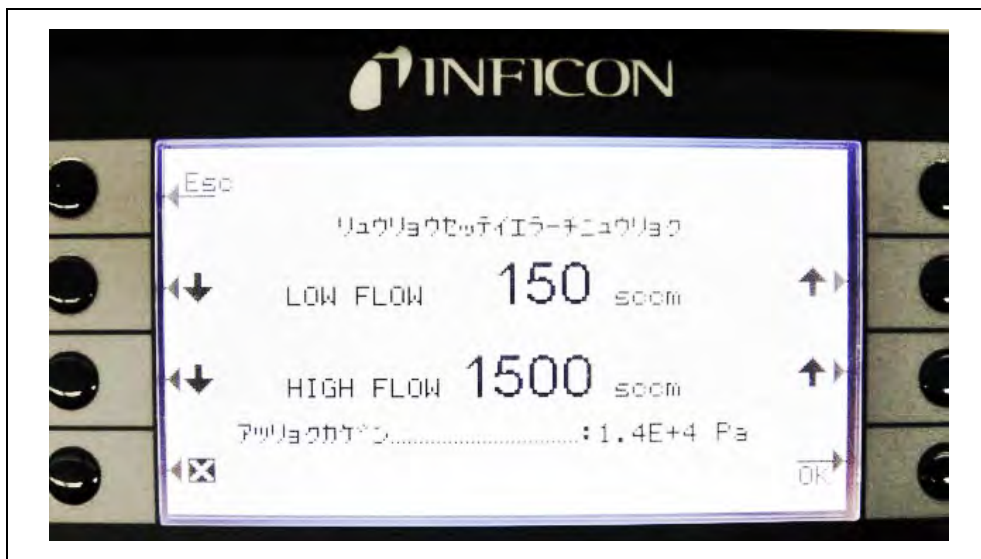 INFICON
Esc
リュウリョウセッテイエラーチニュウリョク
LOW FLOW 150 sccm
HIGH FLOW 1500 sccm
アツリョクカゲン:1.4E+4 Pa
OK